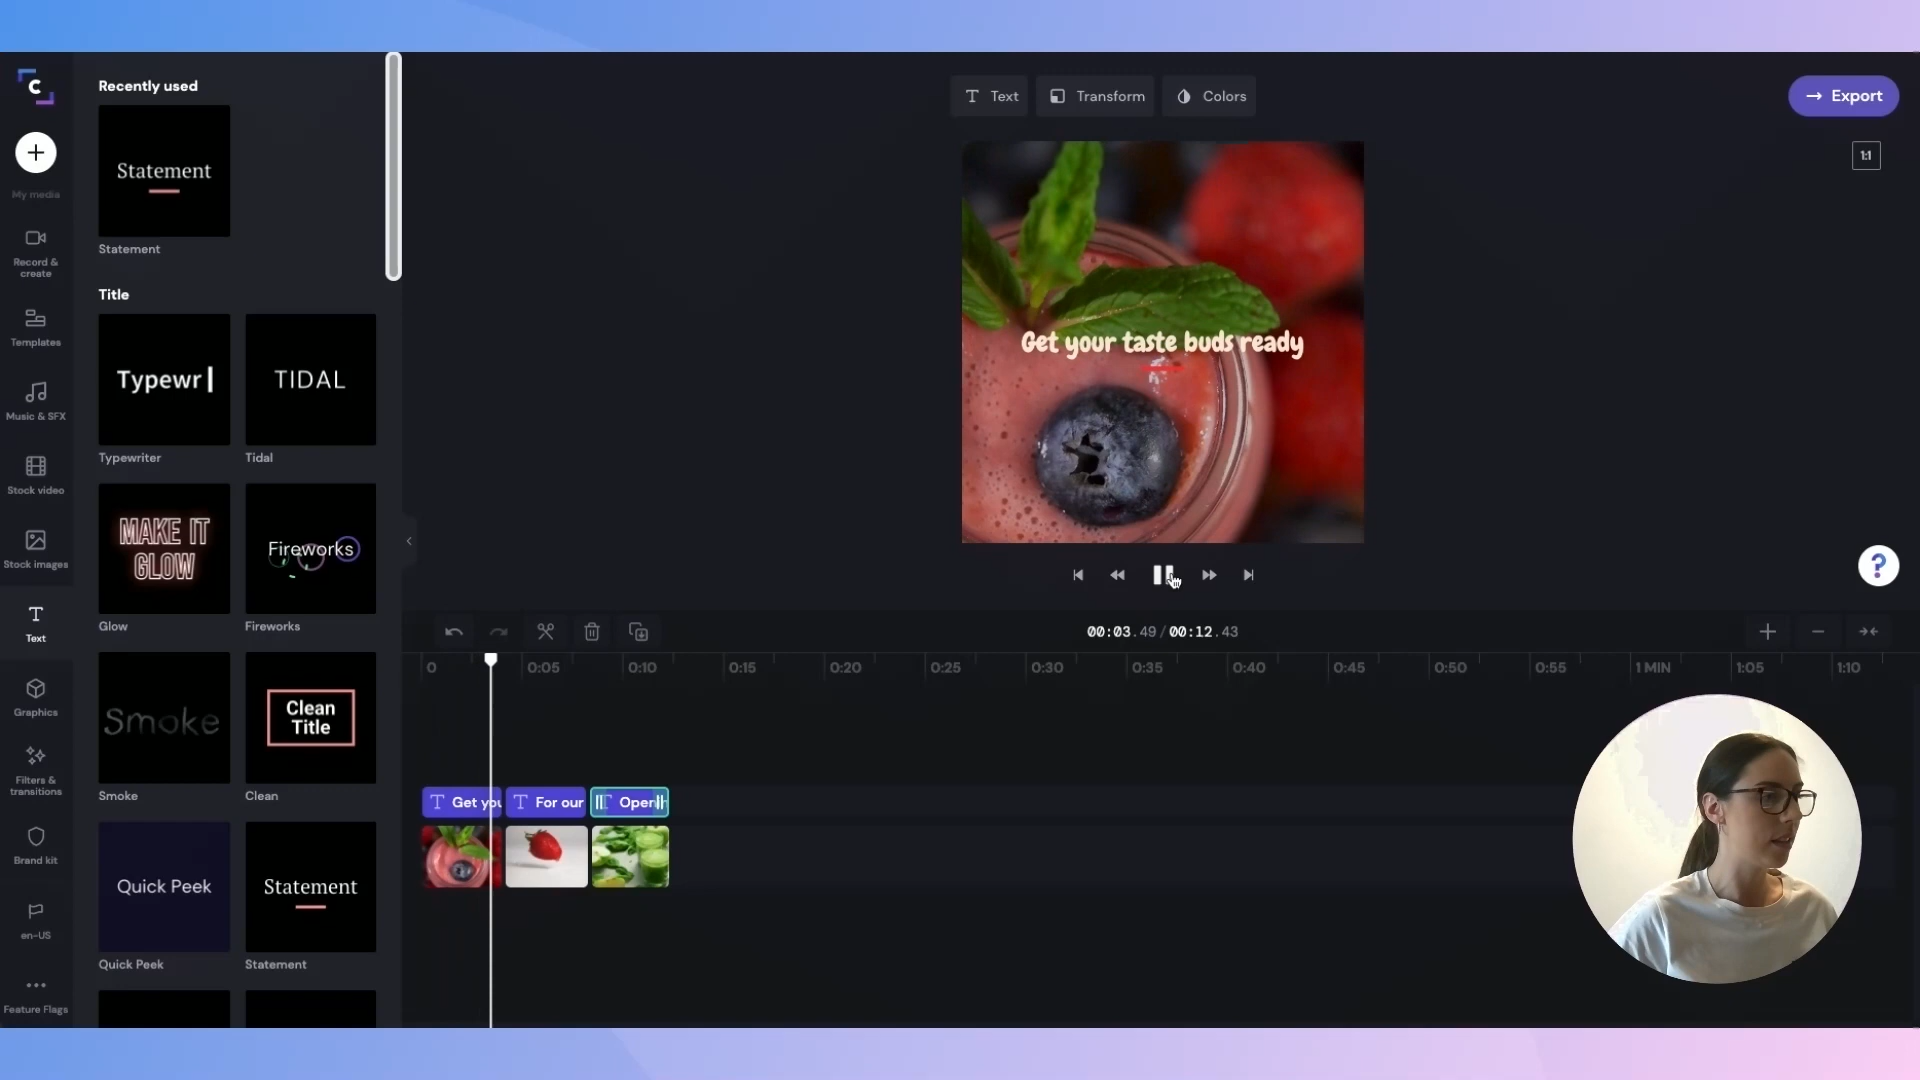 C
My media
Record &
create
Templates
Music & SFX
Stock video
Stock images
T
Text
Graphics
Filters &
transitions
Brand kit
en-US
Feature Flags
Recently used
Statement
Statement
Title
Typewr
TIDAL
Typewriter
Tidal
MAKE IT
GLOW
Fireworks
Glow
Fireworks
Smoke
Clean
Title
Smoke
Clean
Quick Peek
Statement
Quick Peek
Statement
T Text
Transform
Colors
→ Export
1:1
Get your taste buds ready
?
00:03.49/00:12.43
0
0:05
0:10
0:15
0:20
0:25
0:30
0:35
0:40
0:45
0:50
0:55
1 MIN
1:05
1:10
T Get you
T For our
T Open